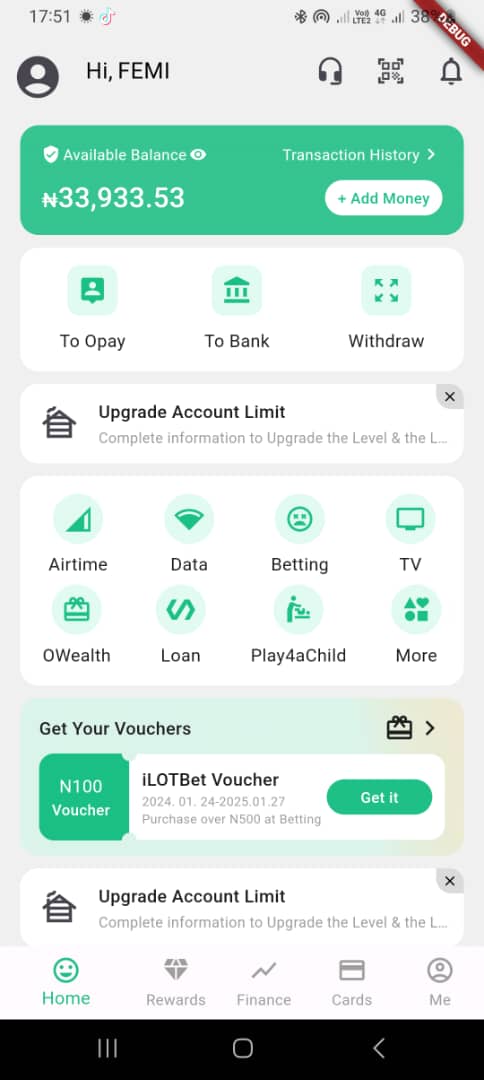 17:51
Vo)) 4G
LTE2
38%
DEBUG
Hi, FEMI
Available Balance
Transaction History
₦33,933.53
+ Add Money
To Opay
To Bank
Withdraw
Upgrade Account Limit
Complete information to Upgrade the Level & the L...
Airtime
Data
Betting
TV
OWealth
Loan
Play4aChild
More
Get Your Vouchers
N100
Voucher
iLOTBet Voucher
2024. 01. 24-2025.01.27
Purchase over N500 at Betting
Get it
Upgrade Account Limit
Complete information to Upgrade the Level & the L...
Home
Rewards
Finance
Cards
Me